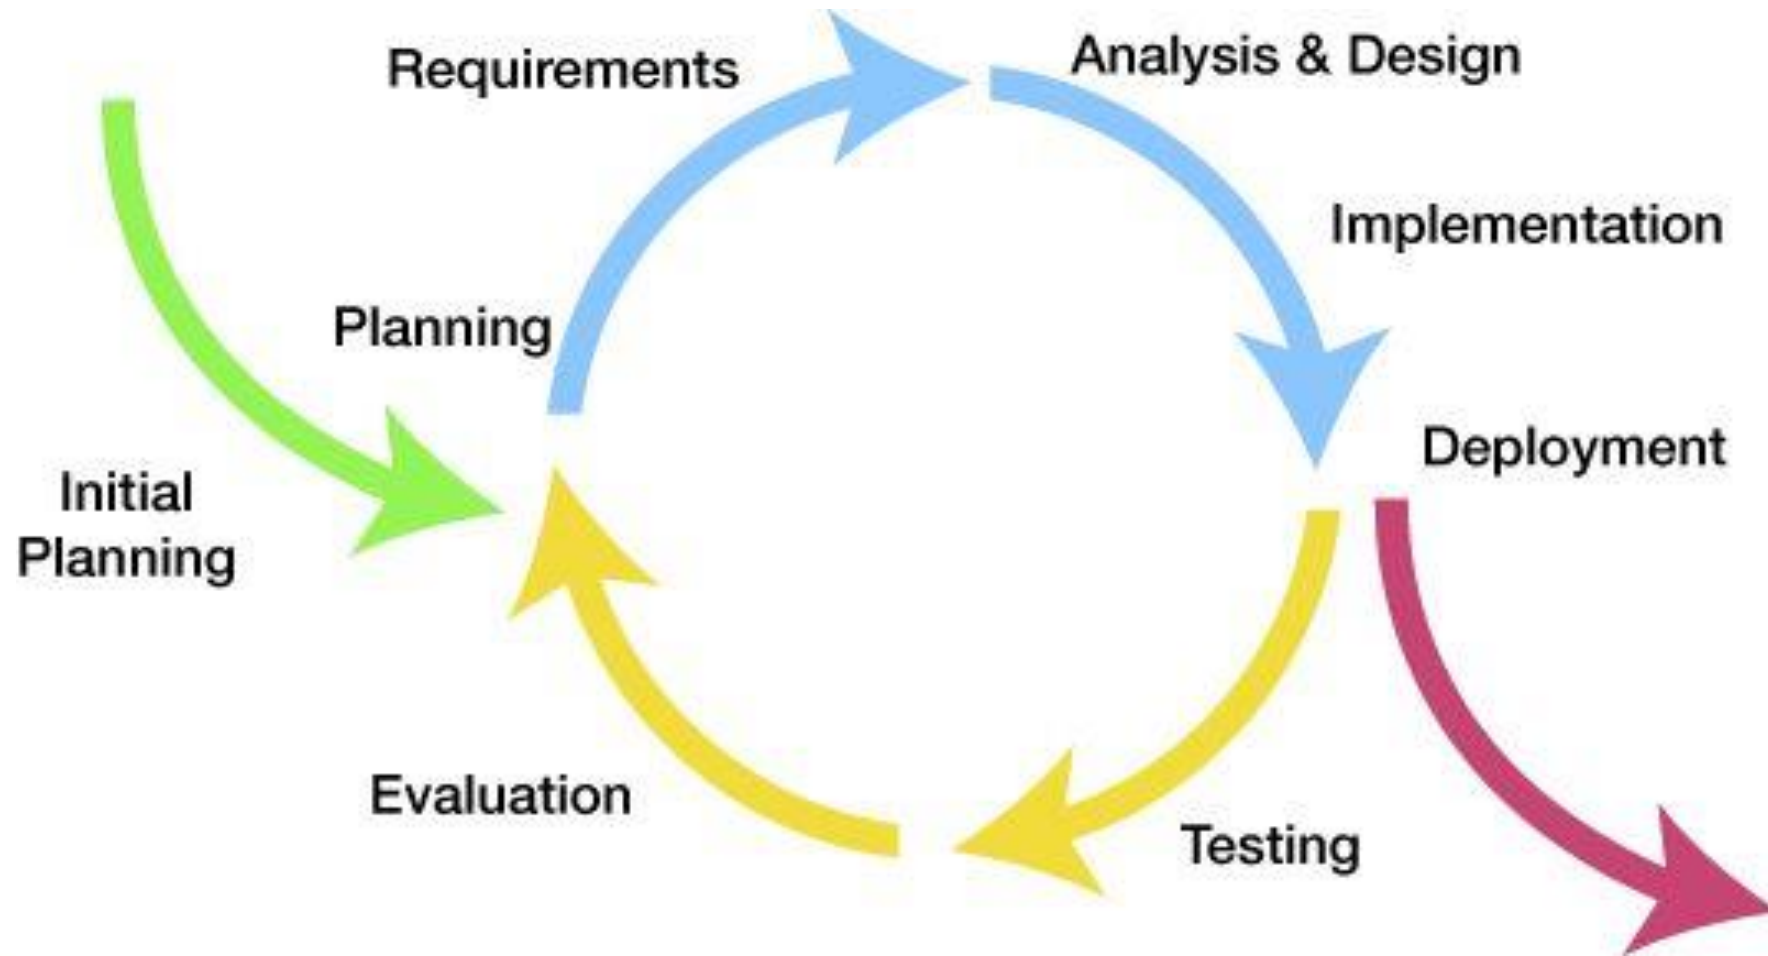 Requirements
Analysis & Design
Implementation
Planning
Deployment
Initial
Planning
Evaluation
Testing